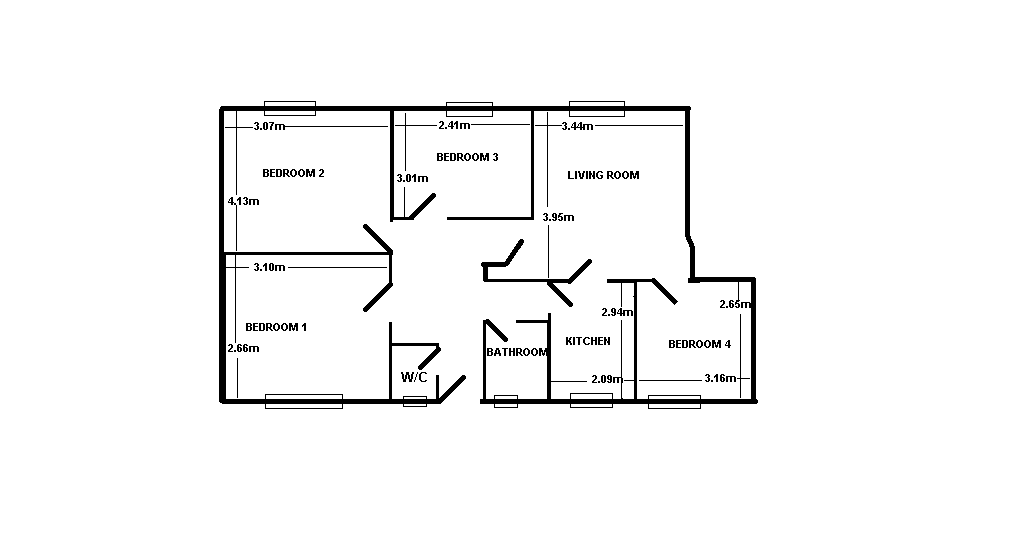 3.07m
2.41m
3.44m
BEDROOM 3
BEDROOM 2
LIVING ROOM
3.01m
4.13m
3.95m
3.10m
2.65m
2.94m
BEDROOM 1
KITCHEN
BEDROOM 4
2.66m
BATHROOM
W/C
2.09m
3.16m